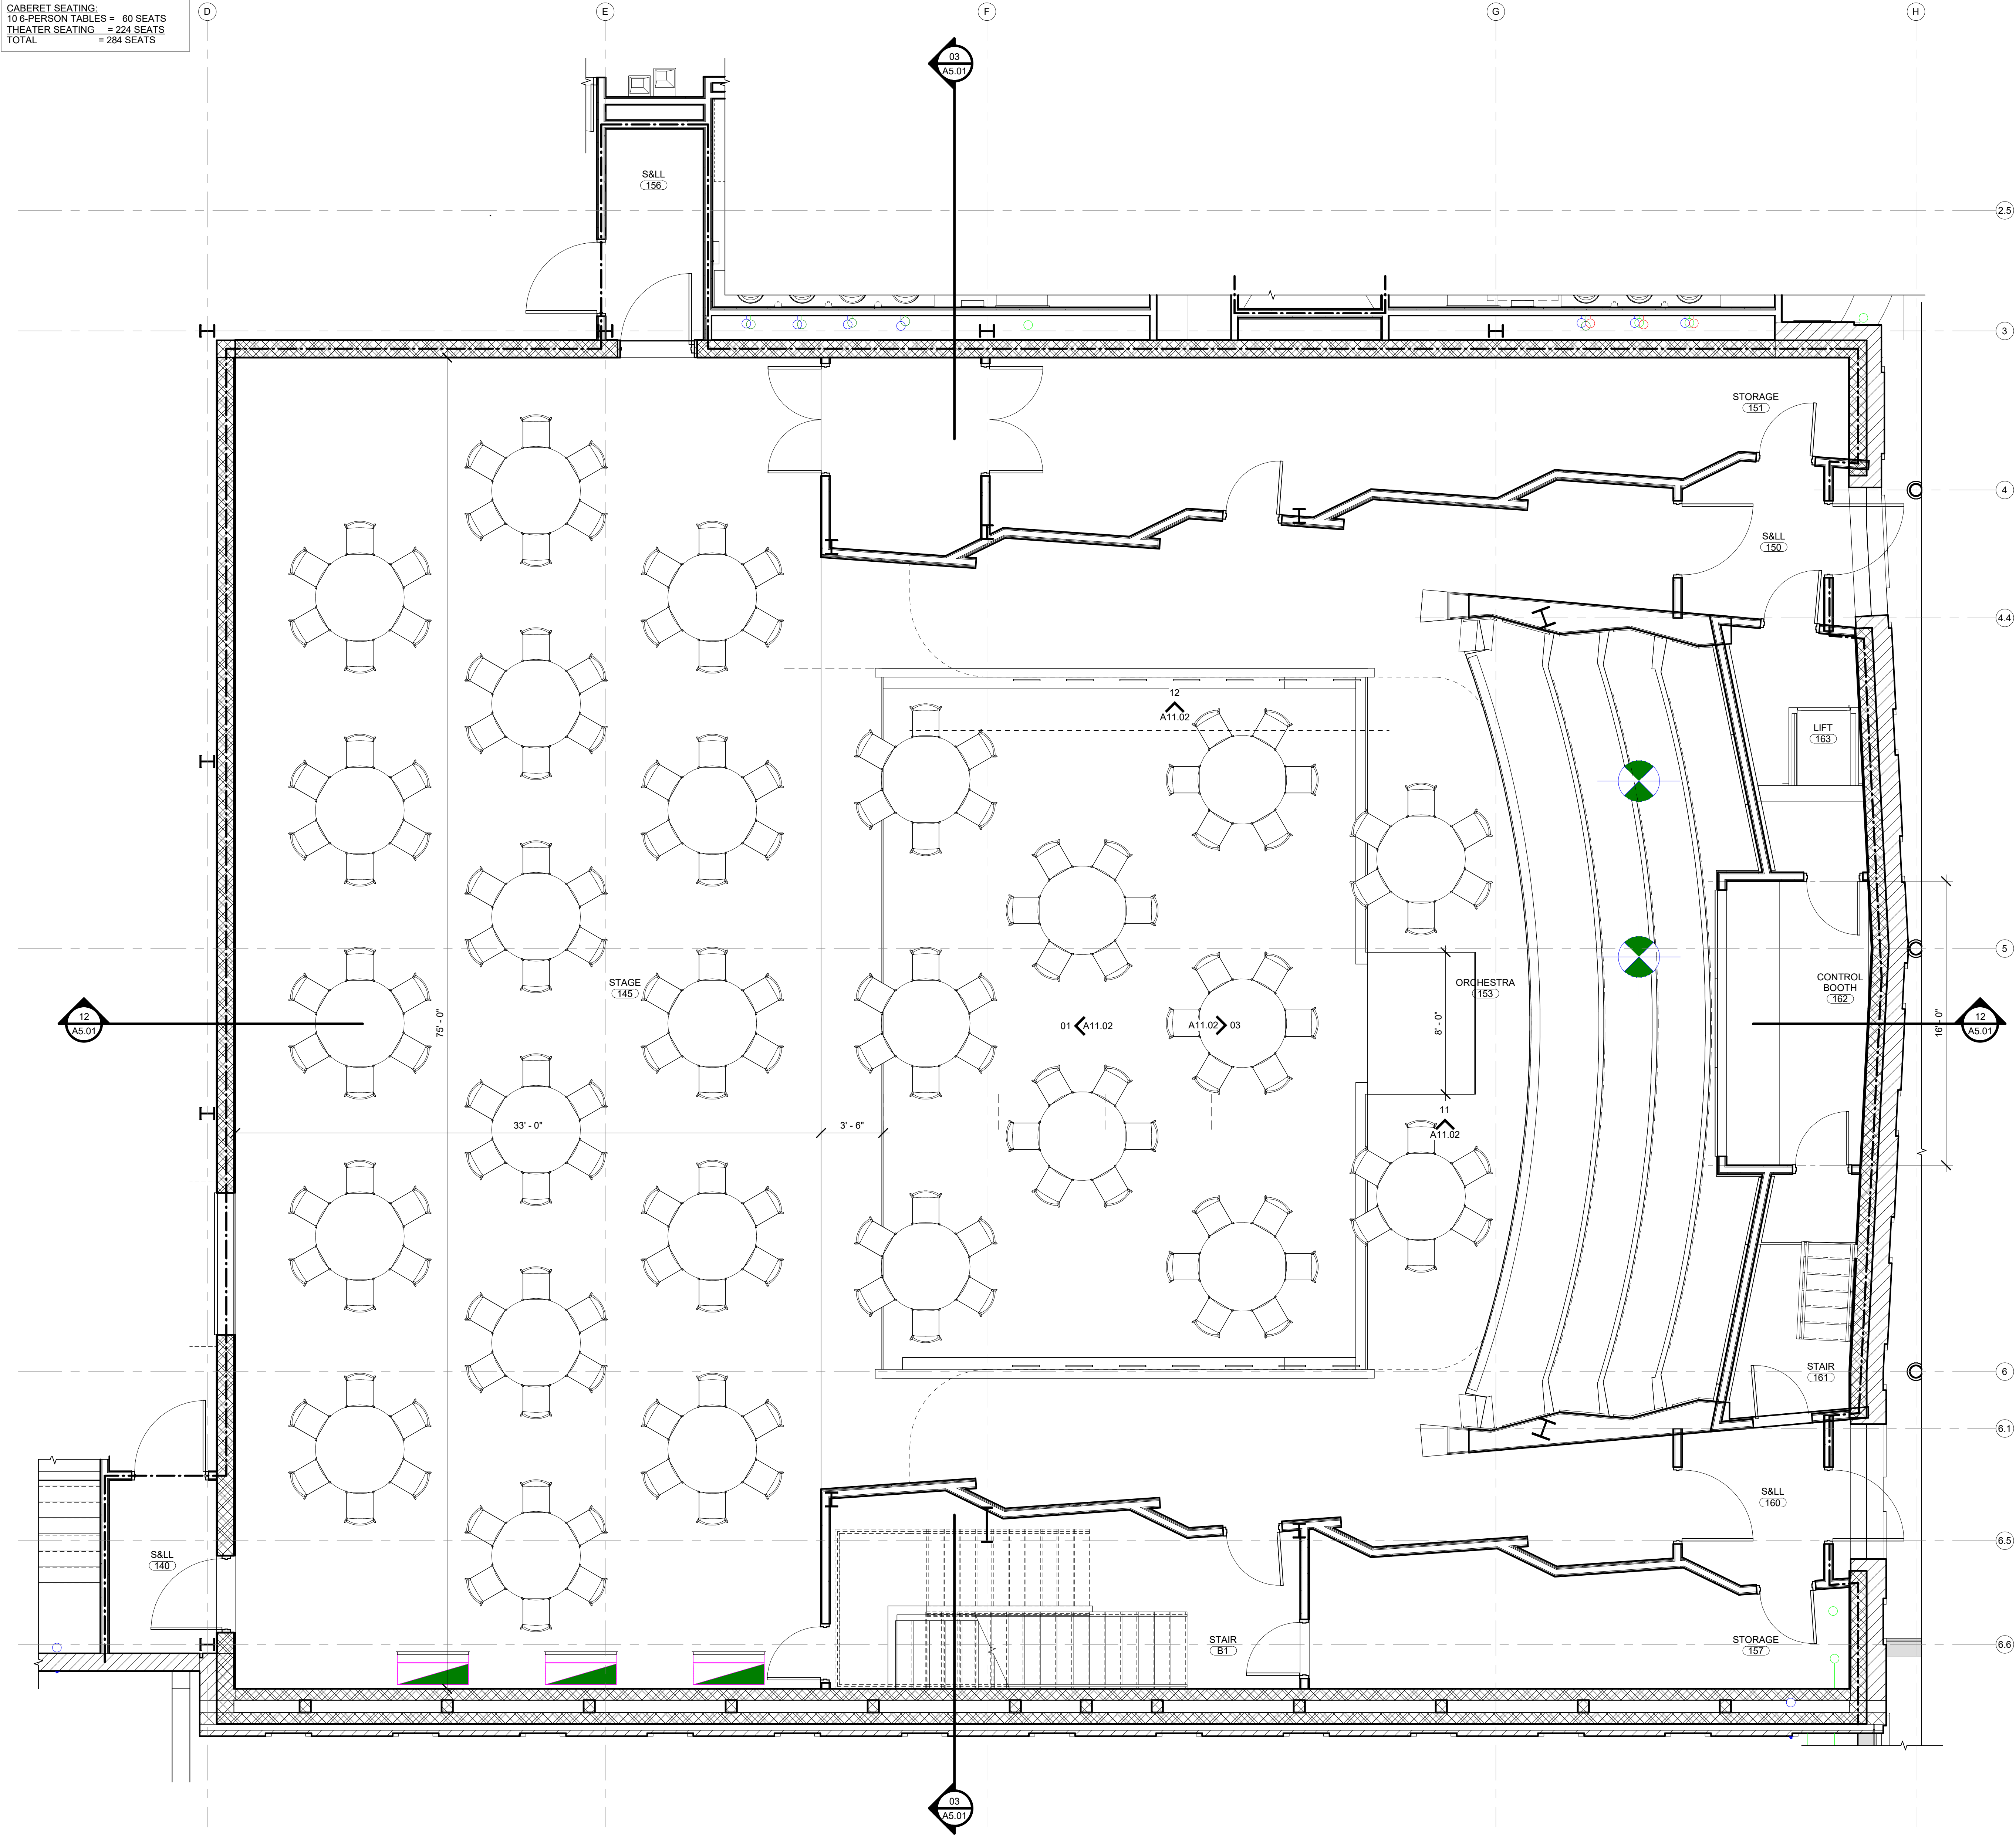 CABERET SEATING:
10 6-PERSON TABLES = 60 SEATS
THEATER SEATING = 224 SEATS
TOTAL = 284 SEATS
D
E
F
G
H
03
A5.01
S&LL
156
2.5
3
STORAGE
151
4
S&LL
150
4.4
12
A11.02
LIFT
163
5
STAGE
145
ORCHESTRA
153
CONTROL
BOOTH
162
12
A5.01
75' - 0"
01
A11.02
A11.02
03
8' - 0"
16' - 0"
12
A5.01
33' - 0"
3' - 6"
11
A11.02
STAIR
161
6
6.1
S&LL
160
6.5
S&LL
140
STAIR
B1
STORAGE
157
6.6
03
A5.01